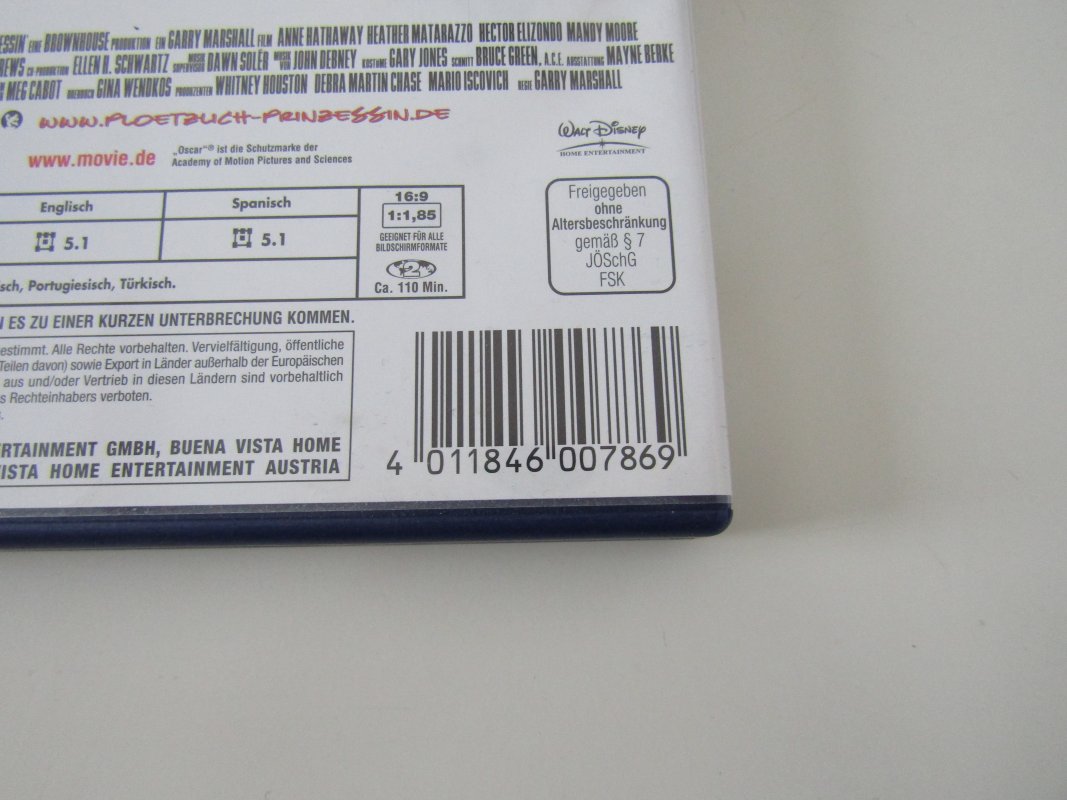 ESSIN" EINE BROWNHOUSE PRODUKTION EIN GARRY MARSHALL FILM ANNE HATHAWAY HEATHER MATARAZZO HECTOR ELIZONDO MANDY MOORE
REWS CO-PRODUKTION ELLEN H. SCHWARTZ MUSIK SUPERVISOR DAWN SOLÉR MUSIK VON JOHN DEBNEY KOSTÜME GARY JONES SCHNITT BRUCE GREEN, A.C.E. AUSSTATTUNG MAYNE BERKE
MEG CABOT DREHBUCH GINA WENDKOS PRODUZENTEN WHITNEY HOUSTON DEBRA MARTIN CHASE MARIO ISCOVICH REGIE GARRY MARSHALL
WWW.PLOETZLICH-PRINZESSIN.DE
www.movie.de
„Oscar"® ist die Schutzmarke der
Academy of Motion Pictures and Sciences
WALT DISNEY
HOME ENTERTAINMENT
Englisch
Spanisch
5.1
5.1
sch, Portugiesisch, Türkisch.
16:9
1:1,85
GEEIGNET FÜR ALLE
BILDSCHIRMFORMATE
2
Ca. 110 Min.
Freigegeben
ohne
Altersbeschränkung
gemäß § 7
JÖSchG
FSK
N ES ZU EINER KURZEN UNTERBRECHUNG KOMMEN.
estimmt. Alle Rechte vorbehalten. Vervielfältigung, öffentliche
Teilen davon) sowie Export in Länder außerhalb der Europäischen
aus und/oder Vertrieb in diesen Ländern sind vorbehaltlich
s Rechteinhabers verboten.
ERTAINMENT GMBH, BUENA VISTA HOME
VISTA HOME ENTERTAINMENT AUSTRIA
4 011846 007869